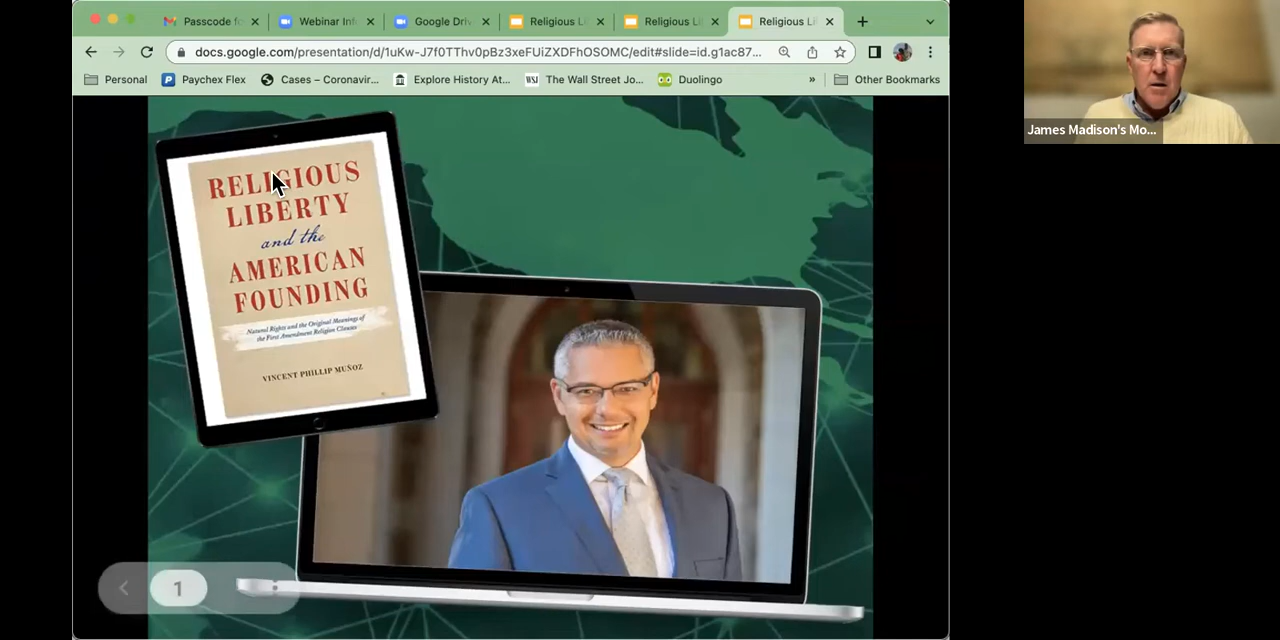 Passcode fo
Webinar Inf
Google Driv
Religious Li
Religious Li
Religious Li
docs.google.com/presentation/d/1uKw-J7f0TThv0pBz3xeFUiZXDFhOSOMC/edit#slide=id.g1ac87...
Personal
Paychex Flex
Cases – Coronavir...
Explore History At...
WSJ
The Wall Street Jo...
Duolingo
»
Other Bookmarks
RELIGIOUS
LIBERTY
and the
AMERICAN
FOUNDING
Natural Rights and the Original Meanings of
the First Amendment Religion Clauses
VINCENT PHILLIP MUÑOZ
1
James Madison's Mo...